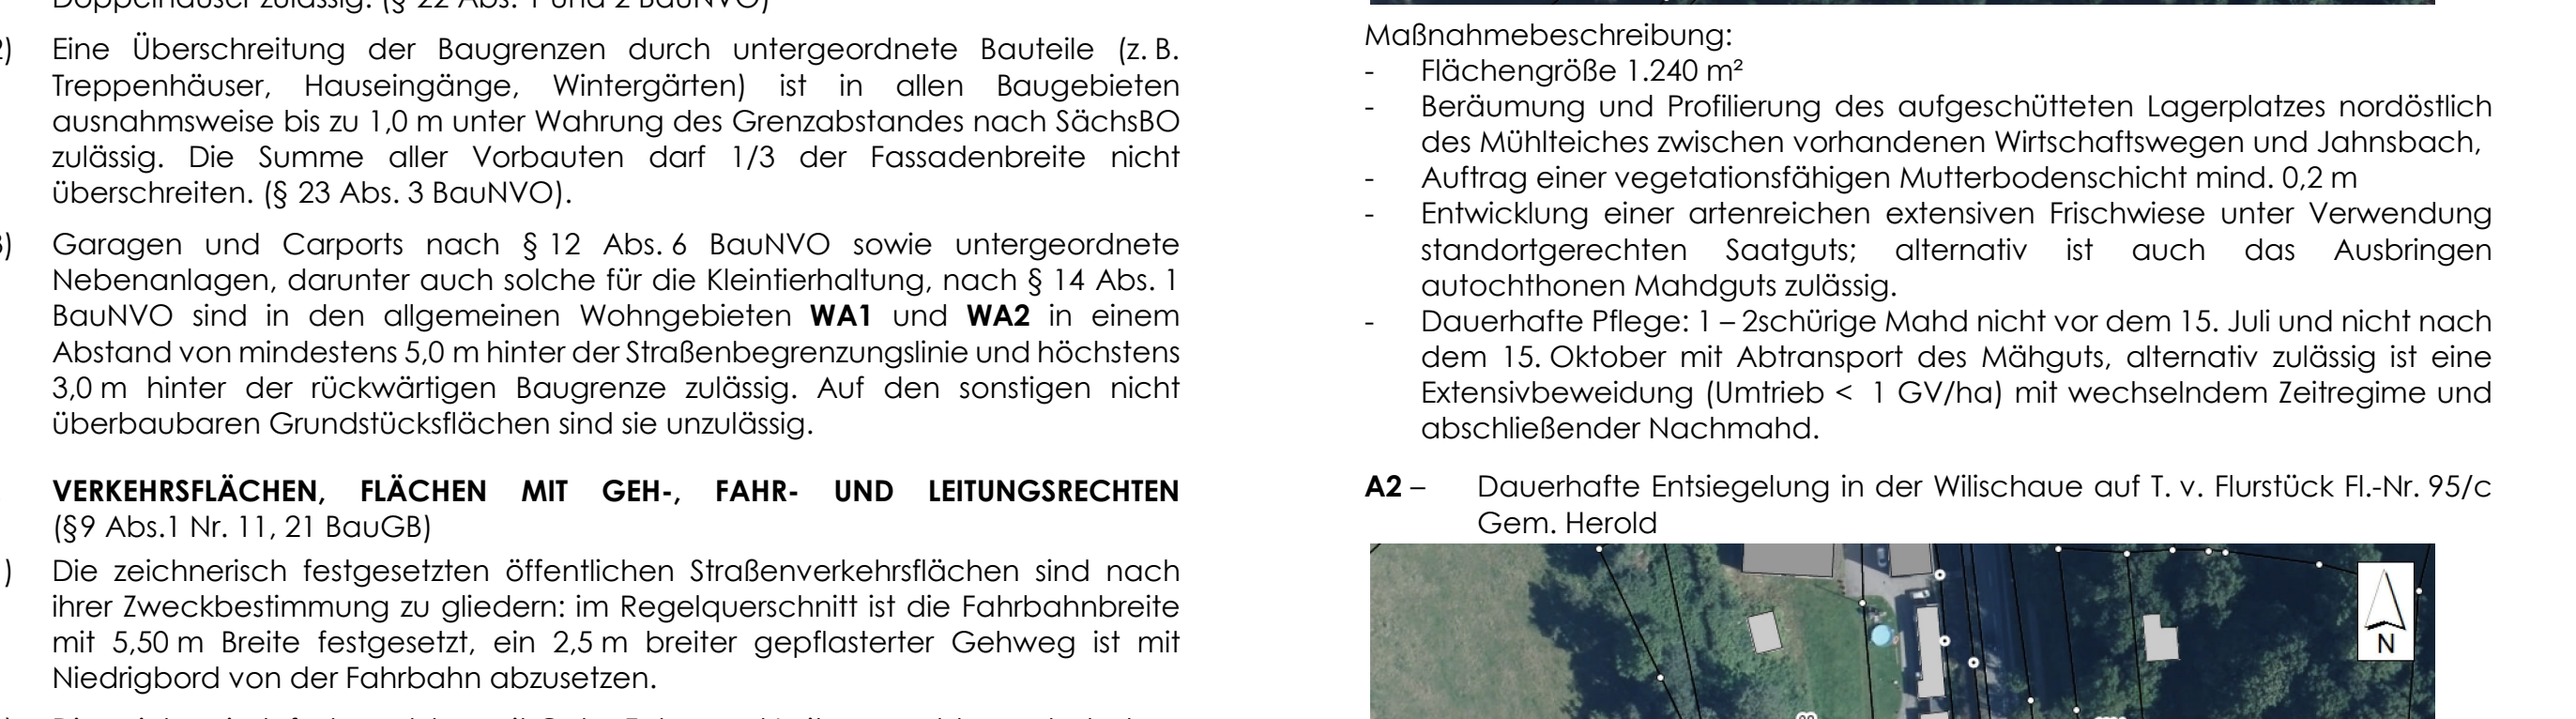 Doppelhäuser zulässig. (§ 22 Abs. 1 und 2 BauNVO)
2) Eine Überschreitung der Baugrenzen durch untergeordnete Bauteile (z. B.
Treppenhäuser, Hauseingänge, Wintergärten) ist in allen Baugebieten
ausnahmsweise bis zu 1,0 m unter Wahrung des Grenzabstandes nach SächsBO
zulässig. Die Summe aller Vorbauten darf 1/3 der Fassadenbreite nicht
überschreiten. (§ 23 Abs. 3 BauNVO).
3) Garagen und Carports nach § 12 Abs. 6 BauNVO sowie untergeordnete
Nebenanlagen, darunter auch solche für die Kleintierhaltung, nach § 14 Abs. 1
BauNVO sind in den allgemeinen Wohngebieten WA1 und WA2 in einem
Abstand von mindestens 5,0 m hinter der Straßenbegrenzungslinie und höchstens
3,0 m hinter der rückwärtigen Baugrenze zulässig. Auf den sonstigen nicht
überbaubaren Grundstücksflächen sind sie unzulässig.
VERKEHRSFLÄCHEN, FLÄCHEN MIT GEH-, FAHR- UND LEITUNGSRECHTEN
(§9 Abs.1 Nr. 11, 21 BauGB)
) Die zeichnerisch festgesetzten öffentlichen Straßenverkehrsflächen sind nach
ihrer Zweckbestimmung zu gliedern: im Regelquerschnitt ist die Fahrbahnbreite
mit 5,50 m Breite festgesetzt, ein 2,5 m breiter gepflasterter Gehweg ist mit
Niedrigbord von der Fahrbahn abzusetzen.
Maßnahmebeschreibung:
- Flächengröße 1.240 m²
- Beräumung und Profilierung des aufgeschütteten Lagerplatzes nordöstlich
des Mühlteiches zwischen vorhandenen Wirtschaftswegen und Jahnsbach,
- Auftrag einer vegetationsfähigen Mutterbodenschicht mind. 0,2 m
- Entwicklung einer artenreichen extensiven Frischwiese unter Verwendung
standortgerechten Saatguts; alternativ ist auch das Ausbringen
autochthonen Mahdguts zulässig.
- Dauerhafte Pflege: 1 – 2schürige Mahd nicht vor dem 15. Juli und nicht nach
dem 15. Oktober mit Abtransport des Mähguts, alternativ zulässig ist eine
Extensivbeweidung (Umtrieb < 1 GV/ha) mit wechselndem Zeitregime und
abschließender Nachmahd.
A2 – Dauerhafte Entsiegelung in der Wilischaue auf T. v. Flurstück Fl.-Nr. 95/c
Gem. Herold
N